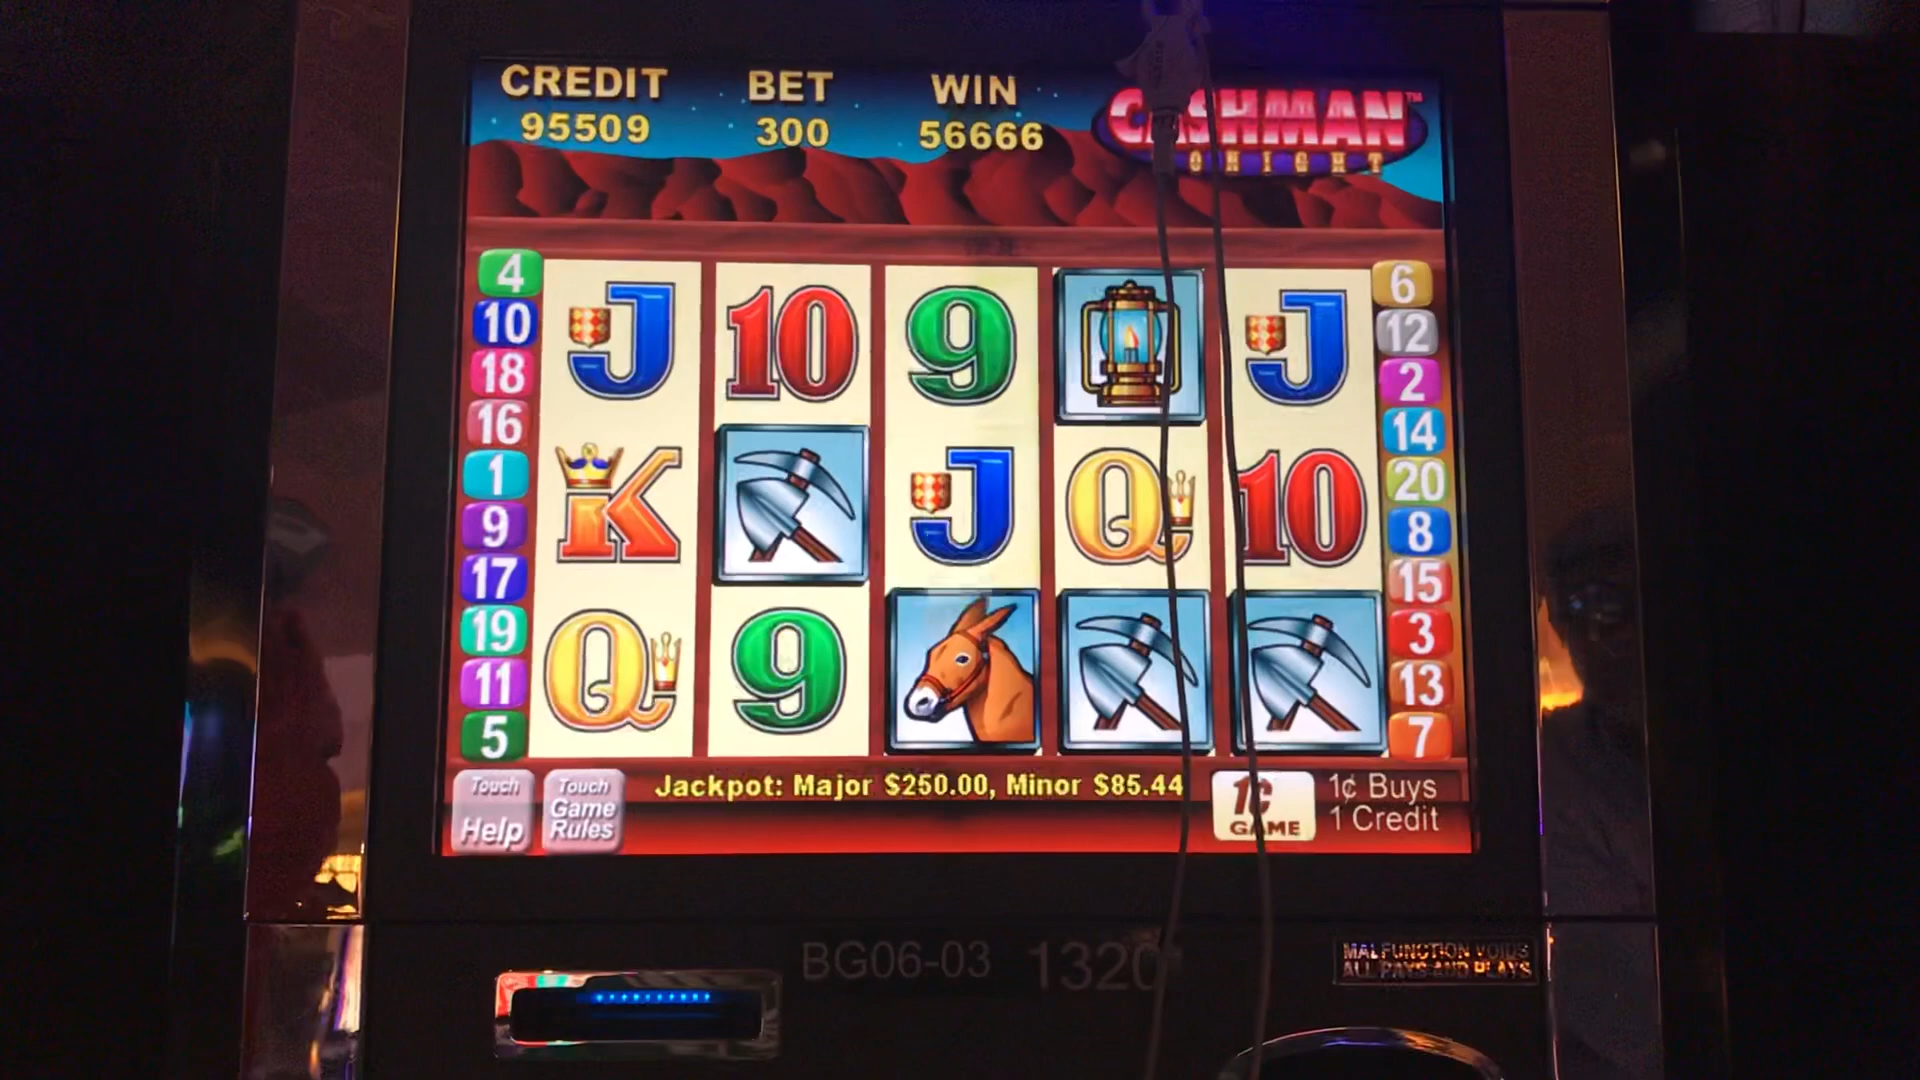 CREDIT BET WIN
95509 300 56666
CASHMAN™
4 J 10 9 J 6
10 12
18 2
16 14
1 K J Q 10 20
9 8
17 15
19 Q 9 3
11 13
5 7
Touch Help
Touch Game Rules
Jackpot: Major $250.00, Minor $85.44
1¢ GAME
1¢ Buys
1 Credit
BG06-03 1320
MALFUNCTION VOIDS
ALL PAYS AND PLAYS